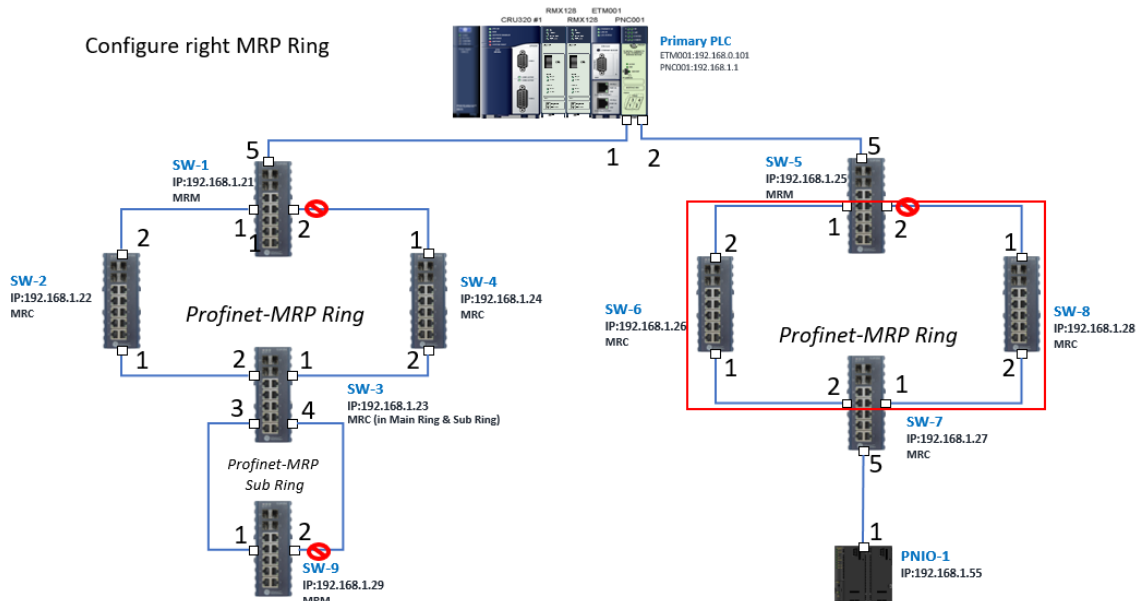 RMX128 ETM001
CRU320 #1 RMX128 PNC001
Configure right MRP Ring
Primary PLC
ETM001:192.168.0.101
PNC001:192.168.1.1
1 2
5
SW-1
IP:192.168.1.21
MRM
1 2
1
5
SW-5
IP:192.168.1.25
MRM
1 2
2
SW-2
IP:192.168.1.22
MRC
1
1
SW-4
IP:192.168.1.24
MRC
2
Profinet-MRP Ring
2
SW-6
IP:192.168.1.26
MRC
1
1
SW-8
IP:192.168.1.28
MRC
2
Profinet-MRP Ring
2 1
SW-3
IP:192.168.1.23
MRC (in Main Ring & Sub Ring)
3 4
2 1
SW-7
IP:192.168.1.27
MRC
5
Profinet-MRP
Sub Ring
1 2
SW-9
IP:192.168.1.29
MRM
1
PNIO-1
IP:192.168.1.55